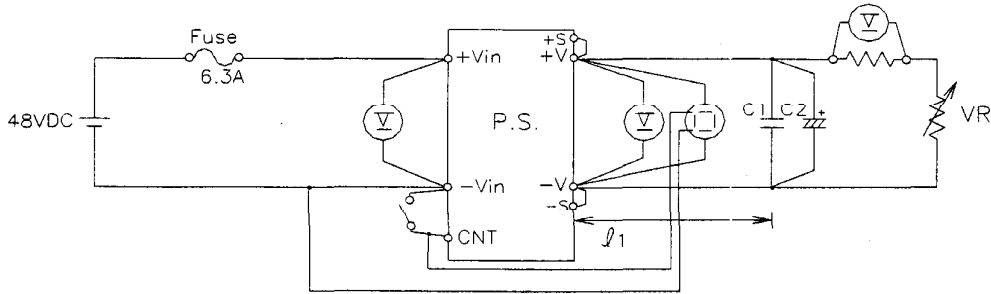 Fuse
6.3A
48VDC
+Vin
V
-Vin
CNT
P.S.
+S
+V
V
-V
-S
ℓ1
C1
C2
+
V
VR